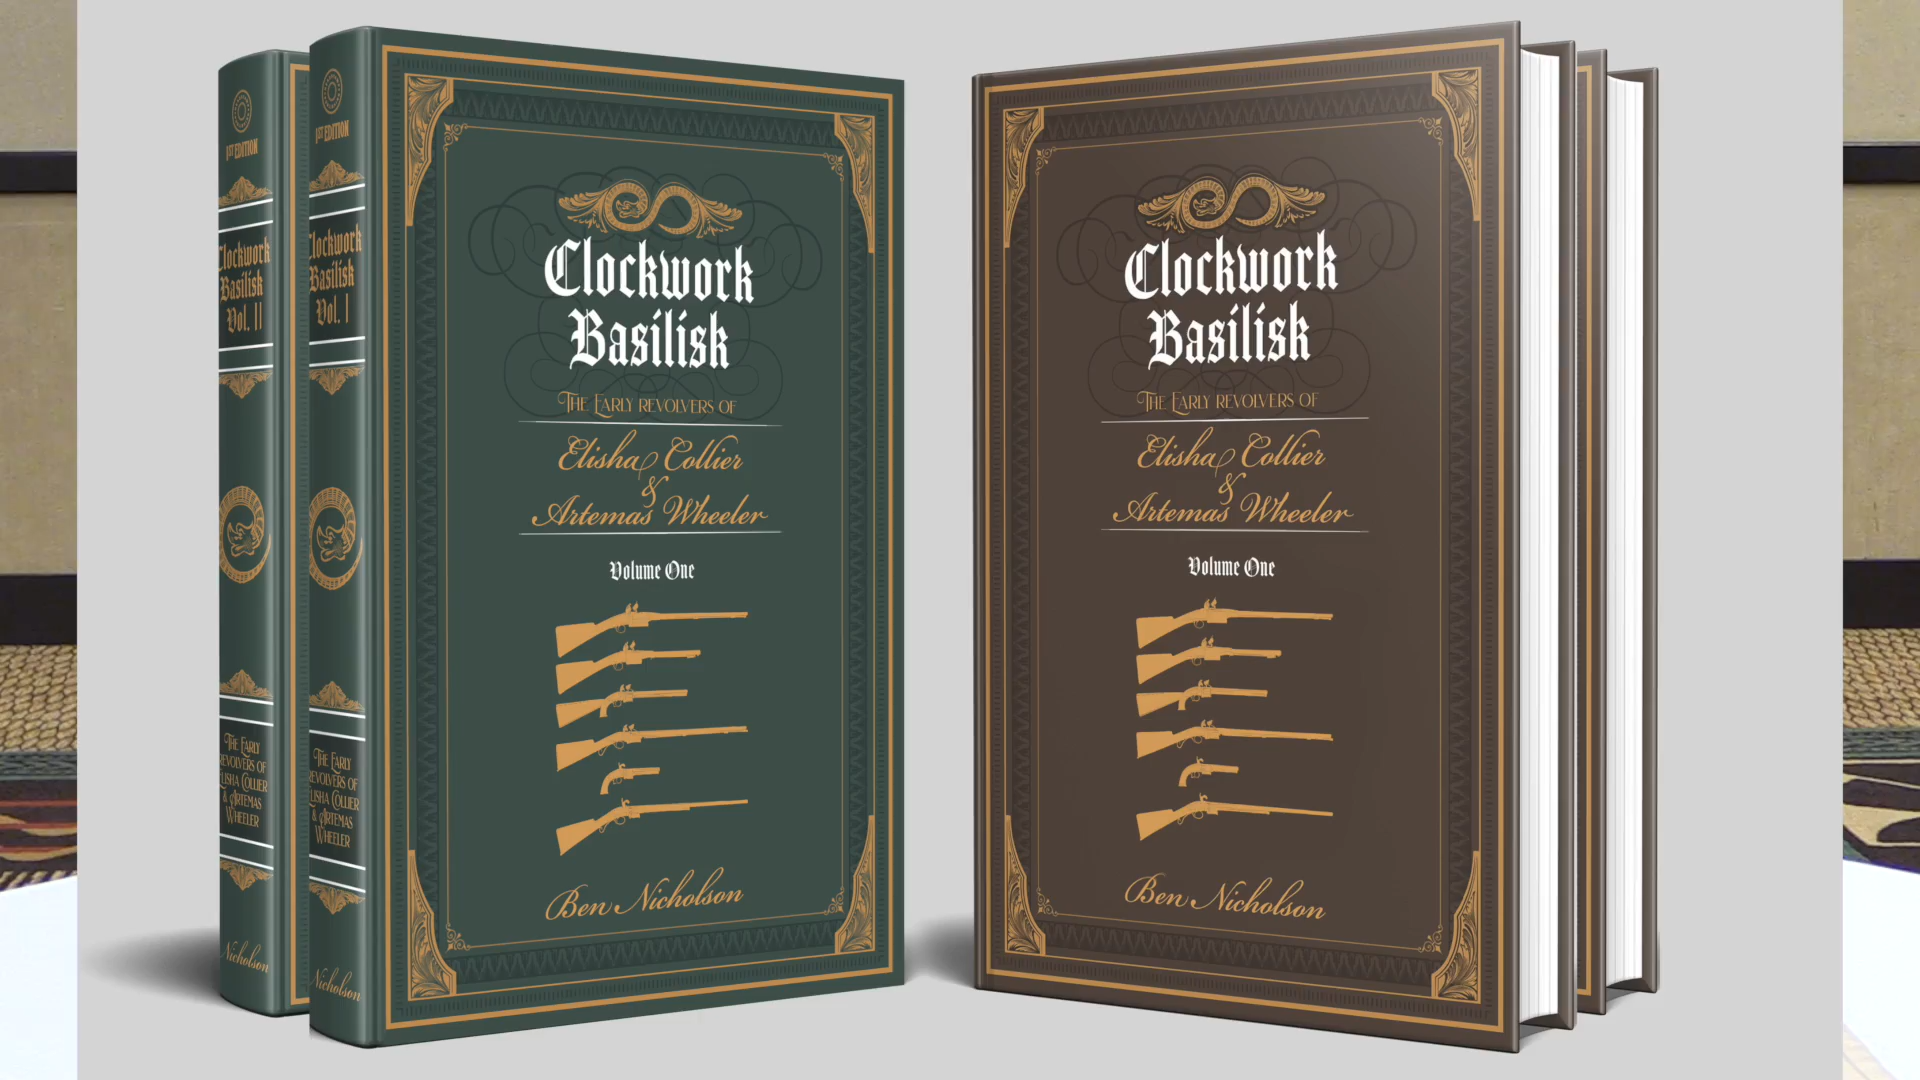 1ST EDITION
Clockwork
Basilisk
Vol. II
The Early
Revolvers of
Elisha Collier
& Artemas
Wheeler
Nicholson
1ST EDITION
Clockwork
Basilisk
Vol. I
The Early
Revolvers of
Elisha Collier
& Artemas
Wheeler
Nicholson
Clockwork
Basilisk
The Early Revolvers of
Elisha Collier
&
Artemas Wheeler
Volume One
Ben Nicholson
Clockwork
Basilisk
The Early Revolvers of
Elisha Collier
&
Artemas Wheeler
Volume One
Ben Nicholson